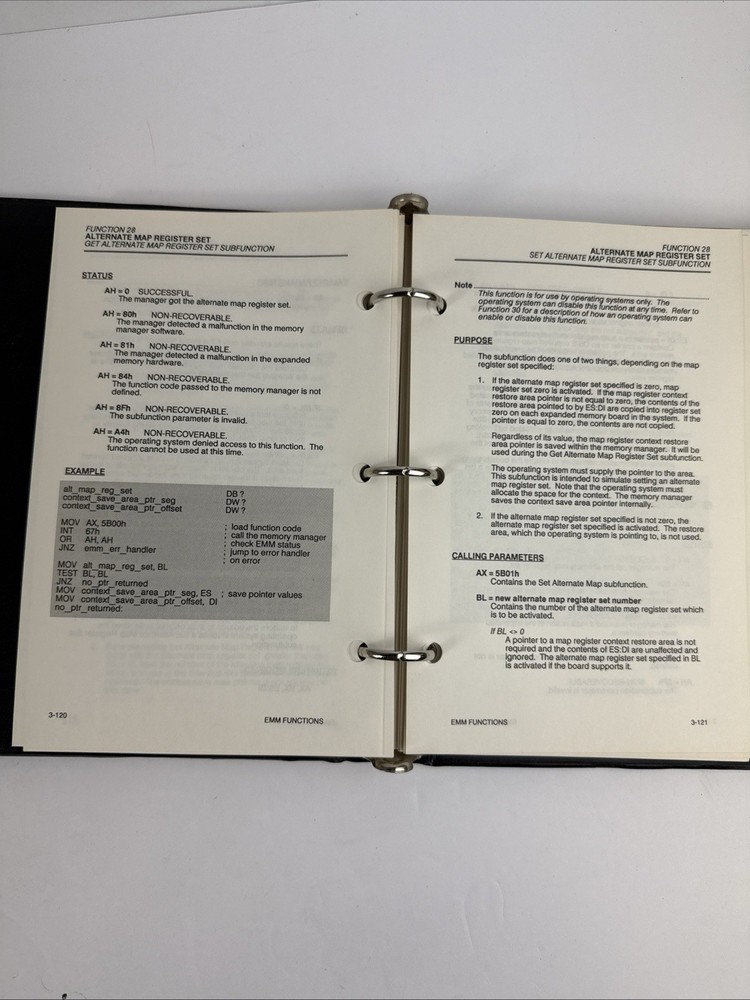 FUNCTION 28
ALTERNATE MAP REGISTER SET
GET ALTERNATE MAP REGISTER SET SUBFUNCTION
STATUS
AH = 0 SUCCESSFUL.
The manager got the alternate map register set.
AH = 80h NON-RECOVERABLE.
The manager detected a malfunction in the memory
manager software.
AH = 81h NON-RECOVERABLE.
The manager detected a malfunction in the expanded
memory hardware.
AH = 84h NON-RECOVERABLE.
The function code passed to the memory manager is not
defined.
AH = 8Fh NON-RECOVERABLE.
The subfunction parameter is invalid.
AH = A4h NON-RECOVERABLE.
The operating system denied access to this function. The
function cannot be used at this time.
EXAMPLE
alt_map_reg_set DB ?
context_save_area_ptr_seg DW ?
context_save_area_ptr_offset DW ?
MOV AX, 5B00h ; load function code
INT 67h ; call the memory manager
OR AH, AH ; check EMM status
JNZ emm_err_handler ; jump to error handler
; on error
MOV alt_map_reg_set, BL
TEST BL, BL
JNZ no_ptr_returned
MOV context_save_area_ptr_seg, ES ; save pointer values
MOV context_save_area_ptr_offset, DI
no_ptr_returned:
3-120 EMM FUNCTIONS
FUNCTION 28
ALTERNATE MAP REGISTER SET
SET ALTERNATE MAP REGISTER SET SUBFUNCTION
Note
This function is for use by operating systems only. The
operating system can disable this function at any time. Refer to
Function 30 for a description of how an operating system can
enable or disable this function.
PURPOSE
The subfunction does one of two things, depending on the map
register set specified:
1. If the alternate map register set specified is zero, map
register set zero is activated. If the map register context
restore area pointer is not equal to zero, the contents of the
restore area pointed to by ES:DI are copied into register set
zero on each expanded memory board in the system. If the
pointer is equal to zero, the contents are not copied.
Regardless of its value, the map register context restore
area pointer is saved within the memory manager. It will be
used during the Get Alternate Map Register Set subfunction.
The operating system must supply the pointer to the area.
This subfunction is intended to simulate setting an alternate
map register set. Note that the operating system must
allocate the space for the context. The memory manager
saves the context save area pointer internally.
2. If the alternate map register set specified is not zero, the
alternate map register set specified is activated. The restore
area, which the operating system is pointing to, is not used.
CALLING PARAMETERS
AX = 5B01h
Contains the Set Alternate Map subfunction.
BL = new alternate map register set number
Contains the number of the alternate map register set which
is to be activated.
If BL <> 0
A pointer to a map register context restore area is not
required and the contents of ES:DI are unaffected and
ignored. The alternate map register set specified in BL
is activated if the board supports it.
EMM FUNCTIONS 3-121